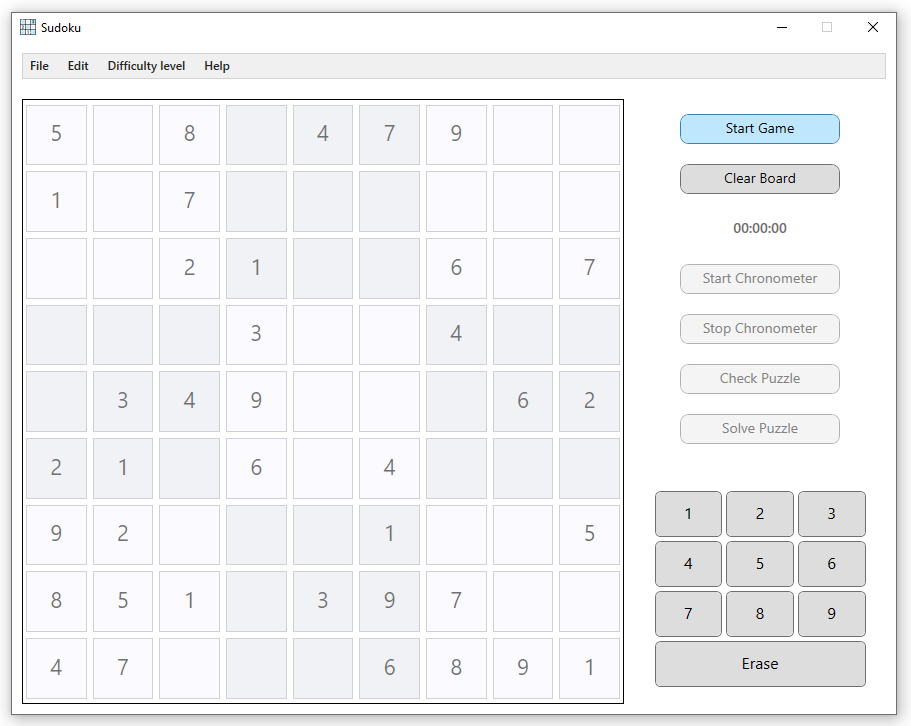 Sudoku
File Edit Difficulty level Help
5 8 4 7 9
1 7
2 1 6 7
3 4
3 4 9 6 2
2 1 6 4
9 2 1 5
8 5 1 3 9 7
4 7 6 8 9 1
Start Game
Clear Board
00:00:00
Start Chronometer
Stop Chronometer
Check Puzzle
Solve Puzzle
1 2 3
4 5 6
7 8 9
Erase